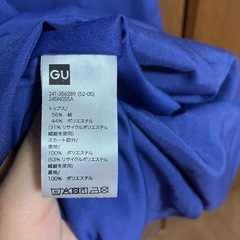 GU
241-356289 (52-05)
245N055A
トップス/
56% 綿
44% ポリエステル
(31% リサイクルポリエステル
繊維を使用)
スカート部分/
表地/
100% ポリエステル
(53% リサイクルポリエステル
繊維を使用)
裏地/
100% ポリエステル